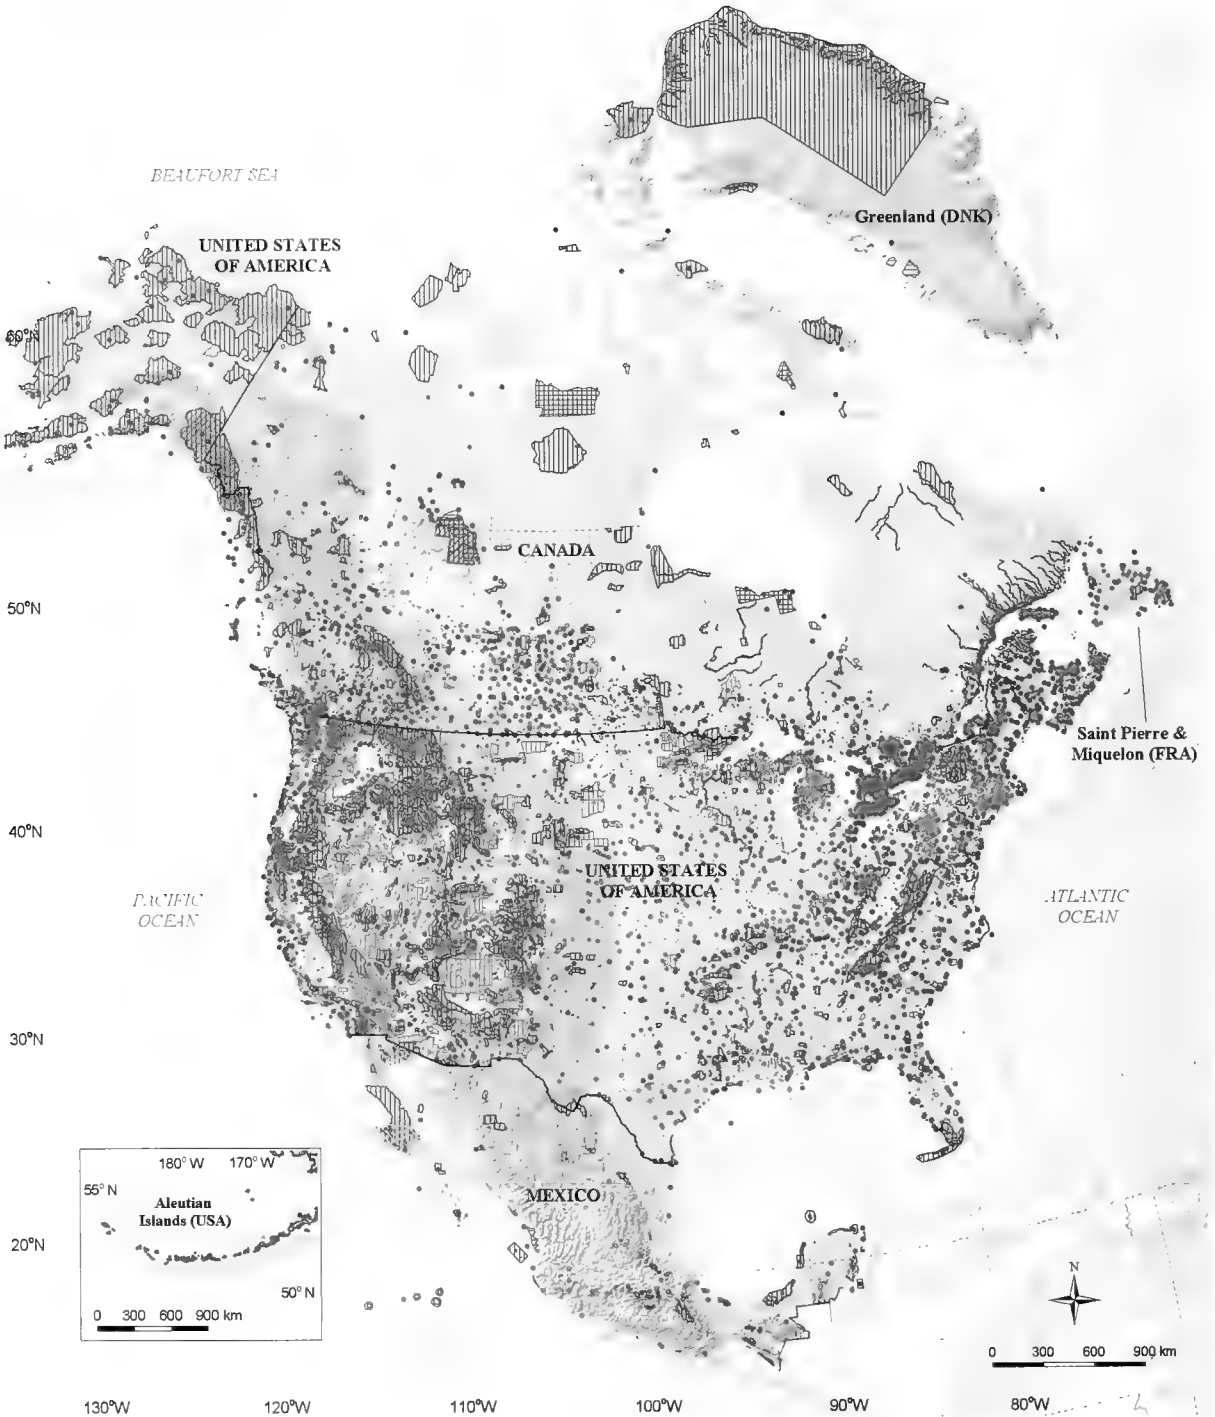 BEAUFORT SEA
Greenland (DNK)
UNITED STATES
OF AMERICA
60°N
CANADA
50°N
Saint Pierre &
Miquelon (FRA)
40°N
UNITED STATES
OF AMERICA
PACIFIC
OCEAN
ATLANTIC
OCEAN
30°N
180° W 170° W
55° N
Aleutian
Islands (USA)
50° N
0 300 600 900 km
MEXICO
20°N
N
0 300 600 900 km
130°W 120°W 110°W 100°W 90°W 80°W